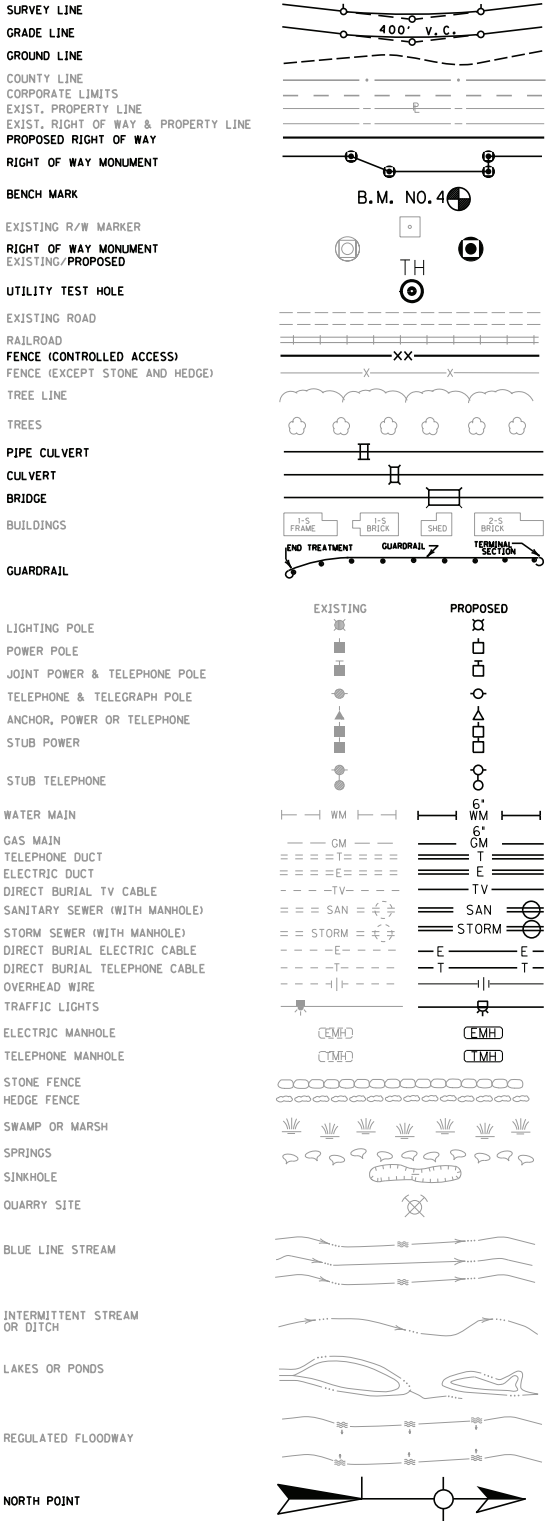 SURVEY LINE
GRADE LINE 400' V.C.
GROUND LINE
COUNTY LINE
CORPORATE LIMITS
EXIST. PROPERTY LINE
EXIST. RIGHT OF WAY & PROPERTY LINE
PROPOSED RIGHT OF WAY
RIGHT OF WAY MONUMENT
BENCH MARK B.M. NO.4
EXISTING R/W MARKER
RIGHT OF WAY MONUMENT
EXISTING/PROPOSED
TH
UTILITY TEST HOLE
EXISTING ROAD
RAILROAD
FENCE (CONTROLLED ACCESS) XX
FENCE (EXCEPT STONE AND HEDGE) X X
TREE LINE
TREES
PIPE CULVERT
CULVERT
BRIDGE
BUILDINGS 1-S FRAME 1-S BRICK SHED 2-S BRICK
END TREATMENT GUARDRAIL TERMINAL SECTION
GUARDRAIL
EXISTING PROPOSED
LIGHTING POLE
POWER POLE
JOINT POWER & TELEPHONE POLE
TELEPHONE & TELEGRAPH POLE
ANCHOR, POWER OR TELEPHONE
STUB POWER
STUB TELEPHONE
6"
WATER MAIN WM WM
6"
GAS MAIN GM GM
TELEPHONE DUCT T T
ELECTRIC DUCT E E
DIRECT BURIAL TV CABLE TV TV
SANITARY SEWER (WITH MANHOLE) SAN SAN
STORM SEWER (WITH MANHOLE) STORM STORM
DIRECT BURIAL ELECTRIC CABLE E E E
DIRECT BURIAL TELEPHONE CABLE T T T
OVERHEAD WIRE
TRAFFIC LIGHTS
ELECTRIC MANHOLE EMH EMH
TELEPHONE MANHOLE TMH TMH
STONE FENCE
HEDGE FENCE
SWAMP OR MARSH
SPRINGS
SINKHOLE
QUARRY SITE
BLUE LINE STREAM
INTERMITTENT STREAM
OR DITCH
LAKES OR PONDS
REGULATED FLOODWAY
NORTH POINT